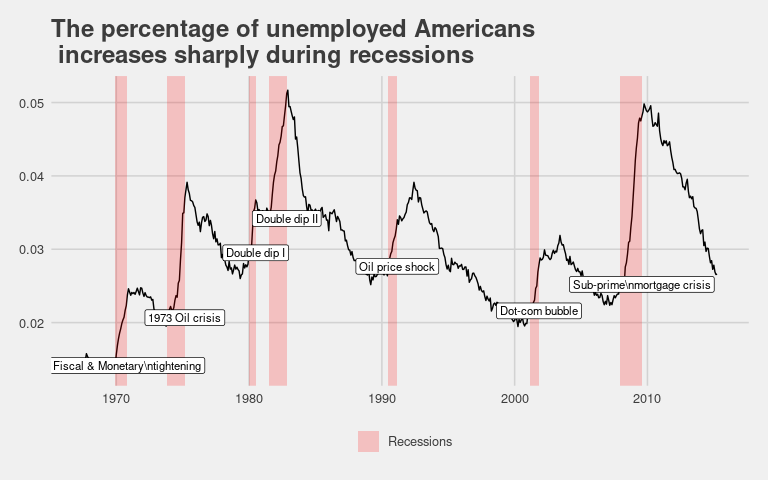 The percentage of unemployed Americans
increases sharply during recessions
0.05
0.04
Double dip II
0.03
Double dip I
Oil price shock
Sub-prime\nmortgage crisis
Dot-com bubble
0.02
1973 Oil crisis
Fiscal & Monetary\ntightening
1970
1980
1990
2000
2010
Recessions